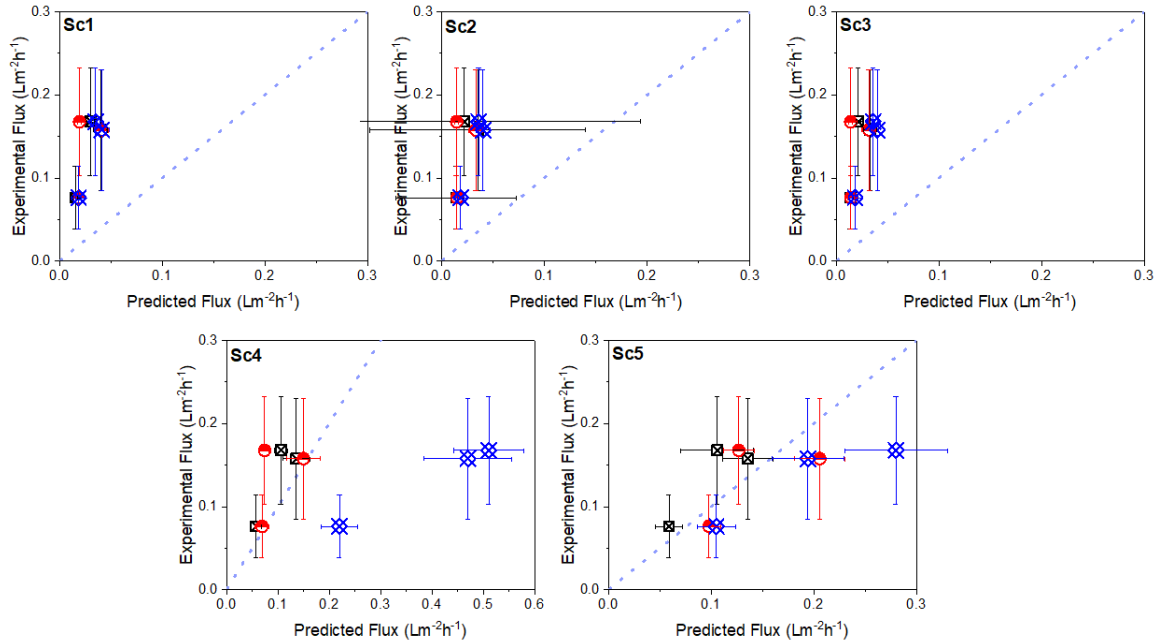 Sc1
Experimental Flux (Lm⁻²h⁻¹)
0.3
0.2
0.1
0.0
0.0 0.1 0.2 0.3
Predicted Flux (Lm⁻²h⁻¹)
Sc2
Experimental Flux (Lm⁻²h⁻¹)
0.3
0.2
0.1
0.0
0.0 0.1 0.2 0.3
Predicted Flux (Lm⁻²h⁻¹)
Sc3
Experimental Flux (Lm⁻²h⁻¹)
0.3
0.2
0.1
0.0
0.0 0.1 0.2 0.3
Predicted Flux (Lm⁻²h⁻¹)
Sc4
Experimental Flux (Lm⁻²h⁻¹)
0.3
0.2
0.1
0.0
0.0 0.1 0.2 0.3 0.4 0.5 0.6
Predicted Flux (Lm⁻²h⁻¹)
Sc5
Experimental Flux (Lm⁻²h⁻¹)
0.3
0.2
0.1
0.0
0.1 0.2 0.3
Predicted Flux (Lm⁻²h⁻¹)